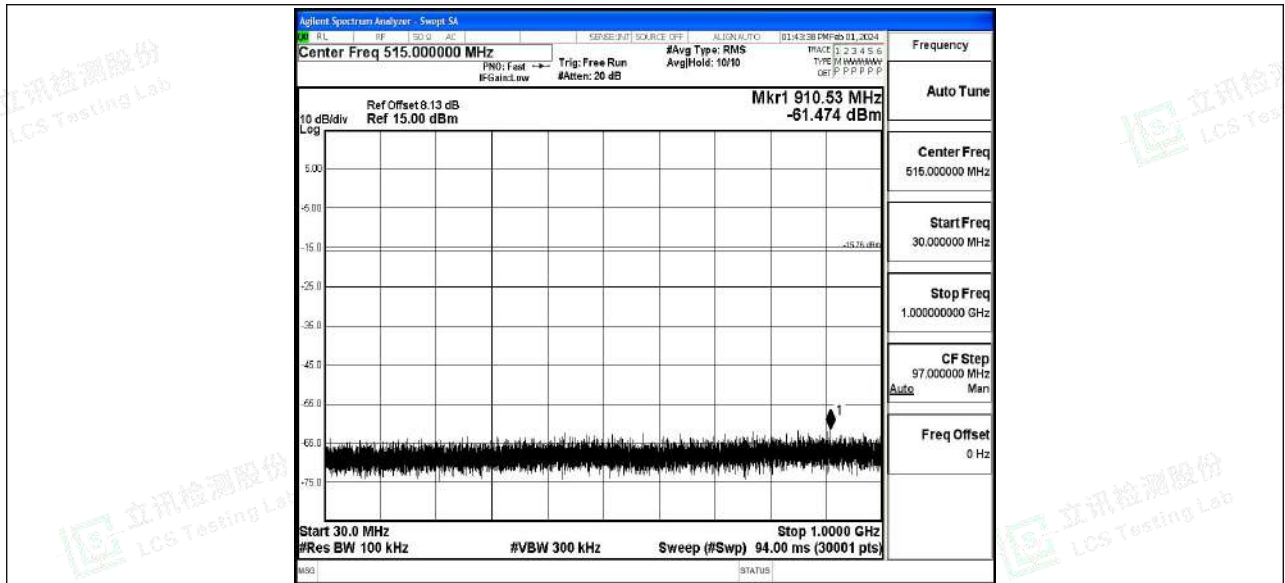 Agilent Spectrum Analyzer - Swept SA
RL RF 50 Ω AC SENSE:INT SOURCE OFF ALIGNAUTO 01:43:38 PM Feb 01, 2024
Center Freq 515.000000 MHz
PNO: Fast
IFGain:Low
Trig: Free Run
#Atten: 20 dB
#Avg Type: RMS
Avg|Hold: 10/10
TRACE 1 2 3 4 5 6
TYPE M WWWWW
DET P P P P P P
Frequency
Auto Tune
Center Freq
515.000000 MHz
Start Freq
30.000000 MHz
Stop Freq
1.000000000 GHz
CF Step
97.000000 MHz
Auto Man
Freq Offset
0 Hz
Ref Offset 8.13 dB
10 dB/div Ref 15.00 dBm
Log
Mkr1 910.53 MHz
-61.474 dBm
5.00
-5.00
-15.0
-15.76 dBm
-25.0
-35.0
-45.0
-55.0
1
-65.0
-75.0
Start 30.0 MHz Stop 1.0000 GHz
#Res BW 100 kHz #VBW 300 kHz Sweep (#Swp) 94.00 ms (30001 pts)
MSG STATUS
立讯检测股份
LCS Testing Lab
立讯检测
LCS Tes
立讯检测股份
LCS Testing La
立讯检测股份
LCS Testing Lab